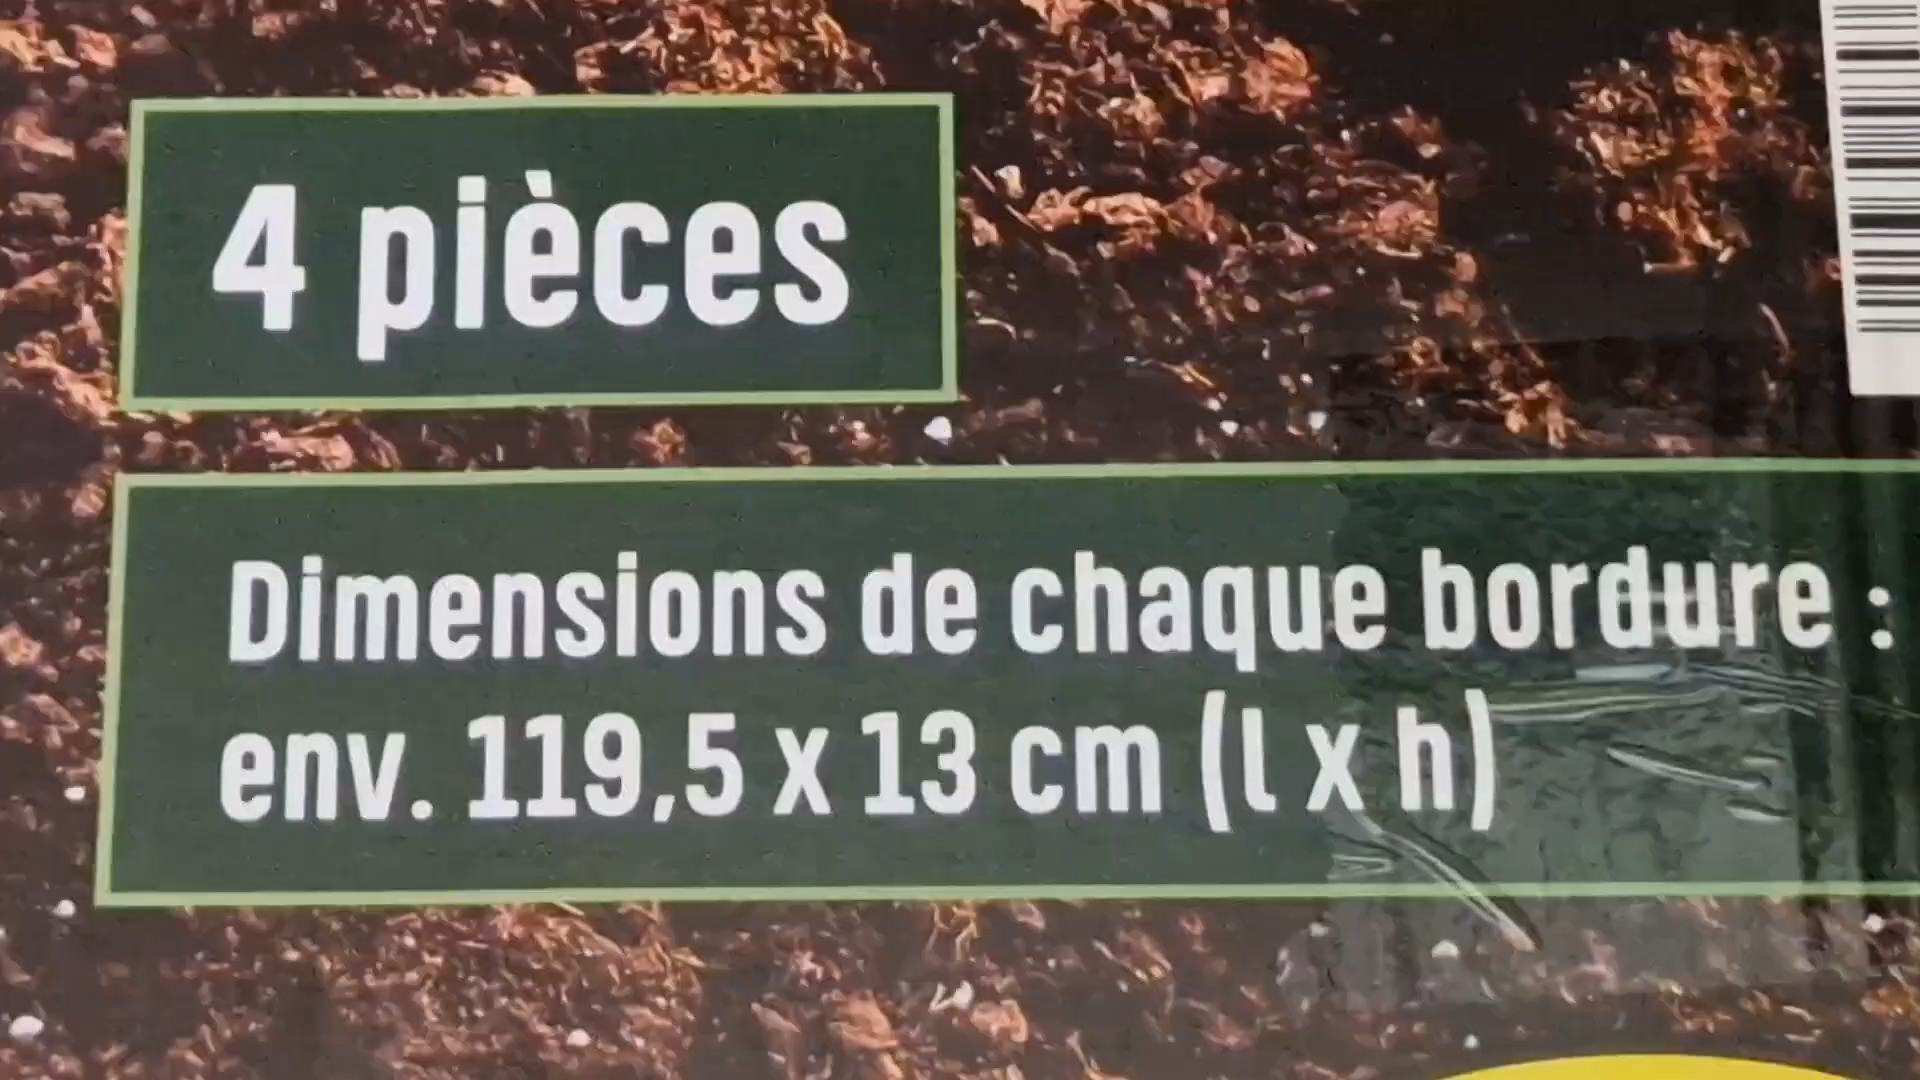 4 pièces
Dimensions de chaque bordure :
env. 119,5 x 13 cm (l x h)